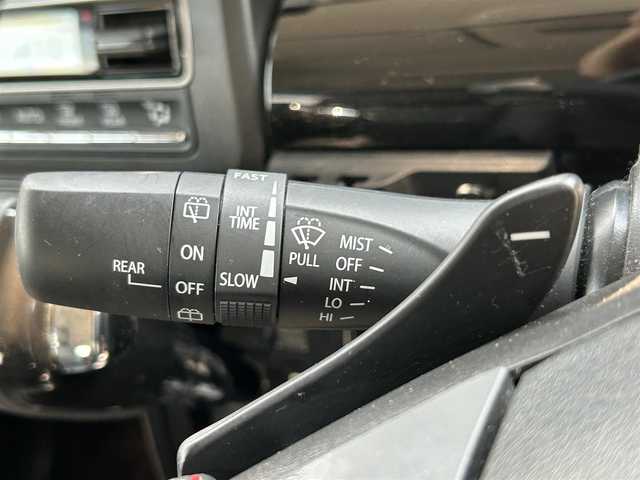 FAST
INT
TIME
SLOW
ON
OFF
REAR
PULL
MIST
OFF
INT
LO
HI